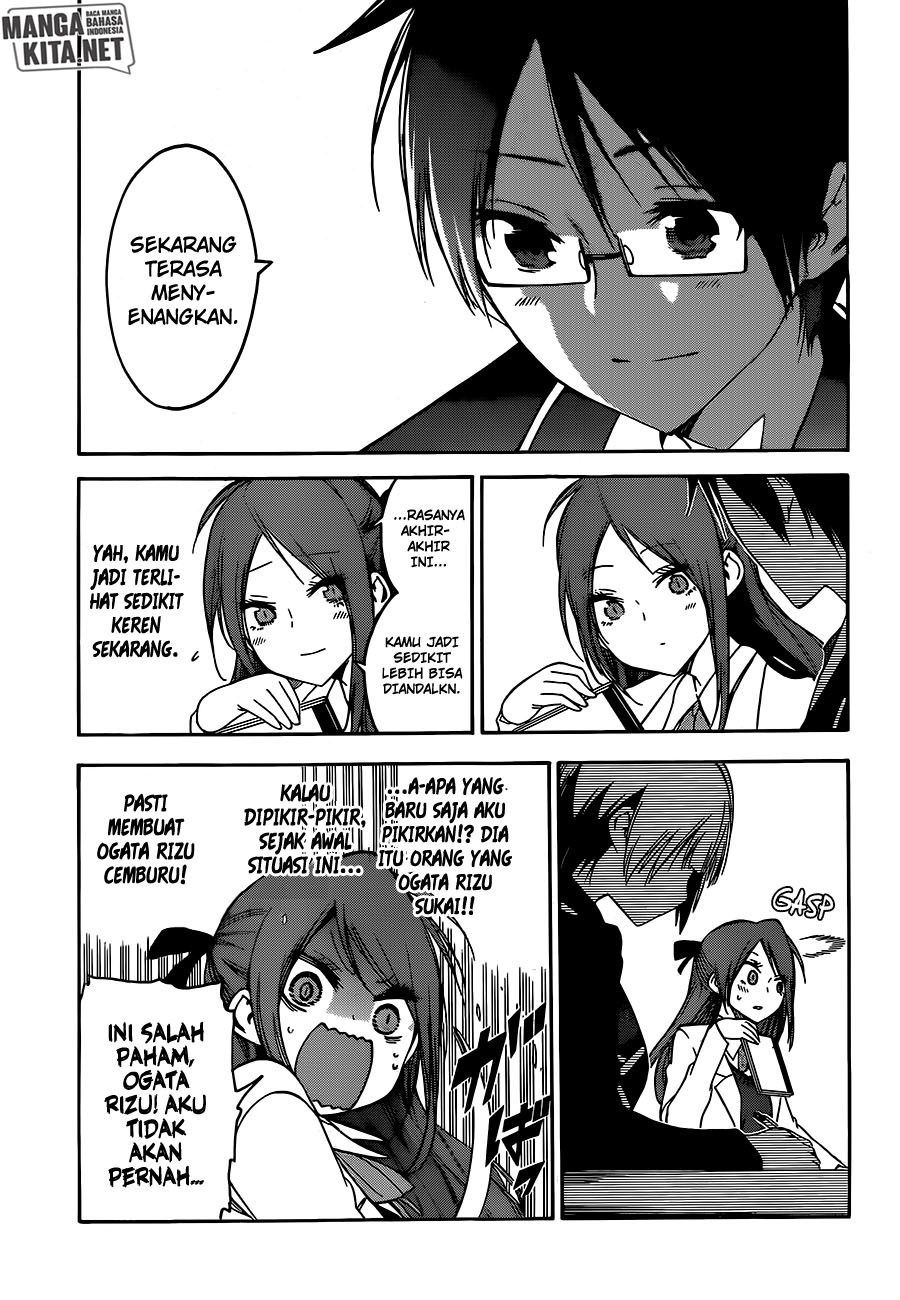 MANGA
KITA.NET
BACA MANGA
BAHASA
INDONESIA
SEKARANG
TERASA
MENY-
ENANGKAN.
...RASANYA
AKHIR-
AKHIR
INI...
KAMU JADI
SEDIKIT
LEBIH BISA
DIANDALKN.
YAH, KAMU
JADI TERLI-
HAT SEDIKIT
KEREN
SEKARANG.
GASP
...A-APA YANG
BARU SAJA AKU
PIKIRKAN!? DIA
ITU ORANG YANG
OGATA RIZU
SUKAI!!
KALAU
DIPIKIR-PIKIR,
SEJAK AWAL
SITUASI INI...
PASTI
MEMBUAT
OGATA RIZU
CEMBURU!
INI SALAH
PAHAM,
OGATA
RIZU! AKU
TIDAK
AKAN
PERNAH...
ガばっ